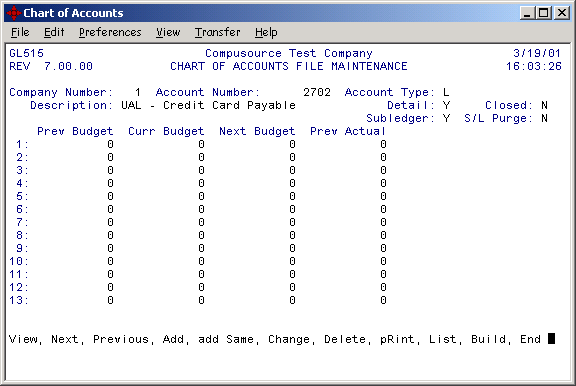 Chart of Accounts
File Edit Preferences View Transfer Help
GL515 Compusource Test Company 3/19/01
REV 7.00.00 CHART OF ACCOUNTS FILE MAINTENANCE 16:03:26
Company Number: 1 Account Number: 2702 Account Type: L
Description: UAL - Credit Card Payable Detail: Y Closed: N
Subledger: Y S/L Purge: N
Prev Budget Curr Budget Next Budget Prev Actual
1: 0 0 0 0
2: 0 0 0 0
3: 0 0 0 0
4: 0 0 0 0
5: 0 0 0 0
6: 0 0 0 0
7: 0 0 0 0
8: 0 0 0 0
9: 0 0 0 0
10: 0 0 0 0
11: 0 0 0 0
12: 0 0 0 0
13: 0 0 0 0
View, Next, Previous, Add, add Same, Change, Delete, pRint, List, Build, End